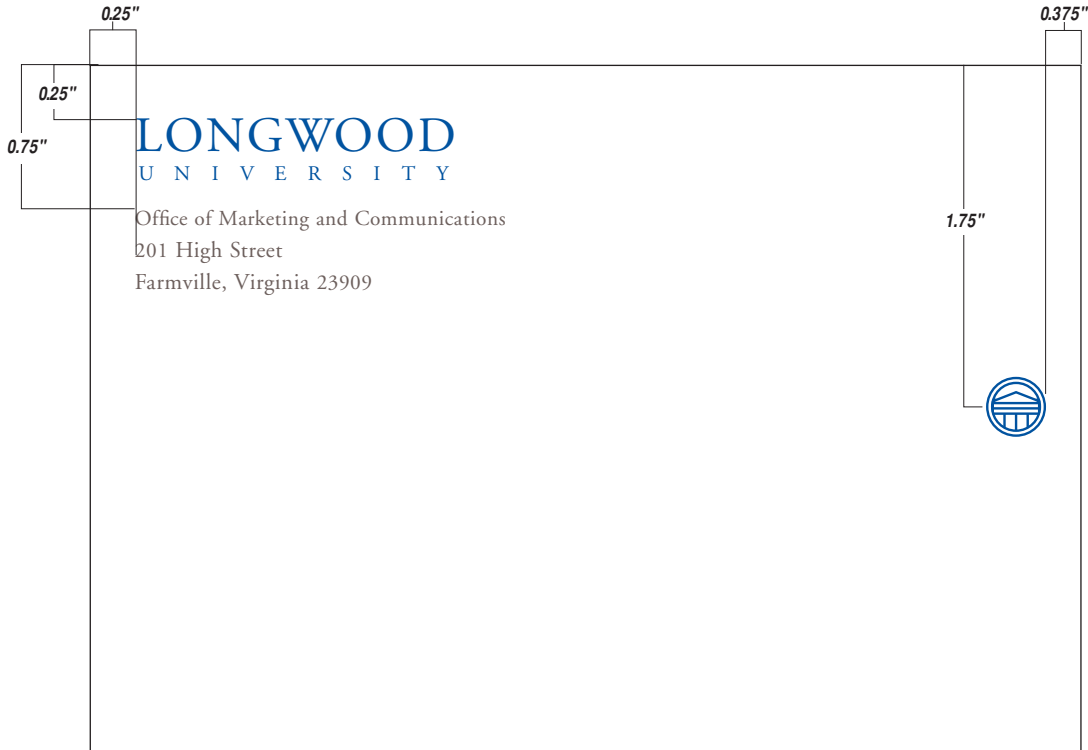 0.25"
0.375"
0.25"
0.75"
LONGWOOD
UNIVERSITY
Office of Marketing and Communications
201 High Street
Farmville, Virginia 23909
1.75"